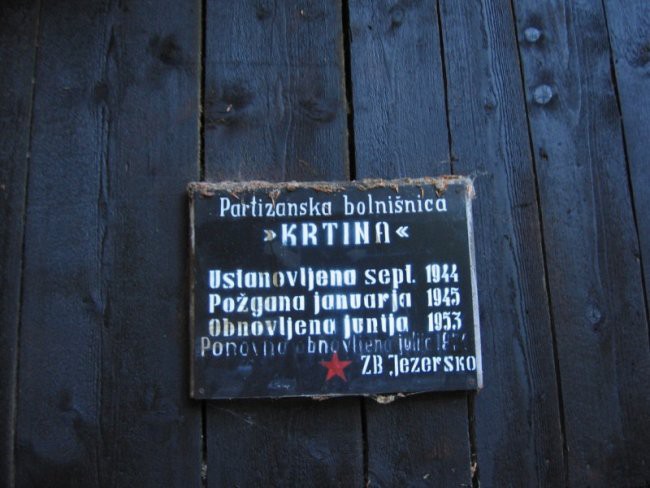 Partizanska bolnišnica
»KRTINA«
Ustanovljena sept. 1944
Požgana januarja 1945
Obnovljena junija 1953
Ponovno obnovljena
ZB Jezersko